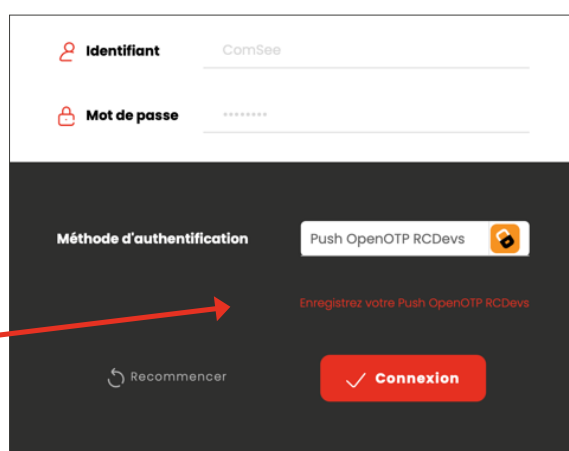 Identifiant ComSee
Mot de passe ••••••••
Méthode d'authentification Push OpenOTP RCDevs
Enregistrez votre Push OpenOTP RCDevs
Recommencer Connexion